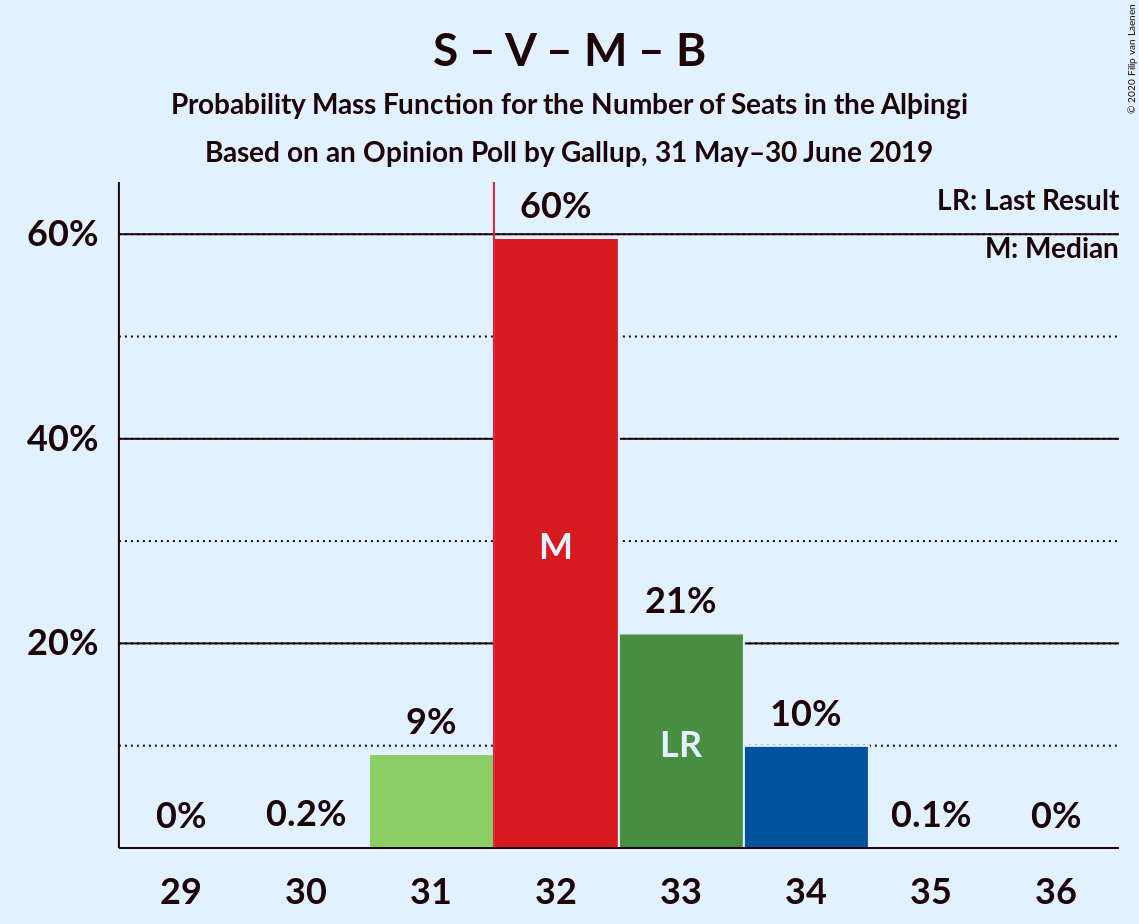 S – V – M – B
Probability Mass Function for the Number of Seats in the Alþingi
Based on an Opinion Poll by Gallup, 31 May–30 June 2019
© 2020 Filip van Laenen
LR: Last Result
M: Median
60%
40%
20%
0%
0.2%
9%
60%
21%
10%
0.1%
0%
M
LR
29 30 31 32 33 34 35 36